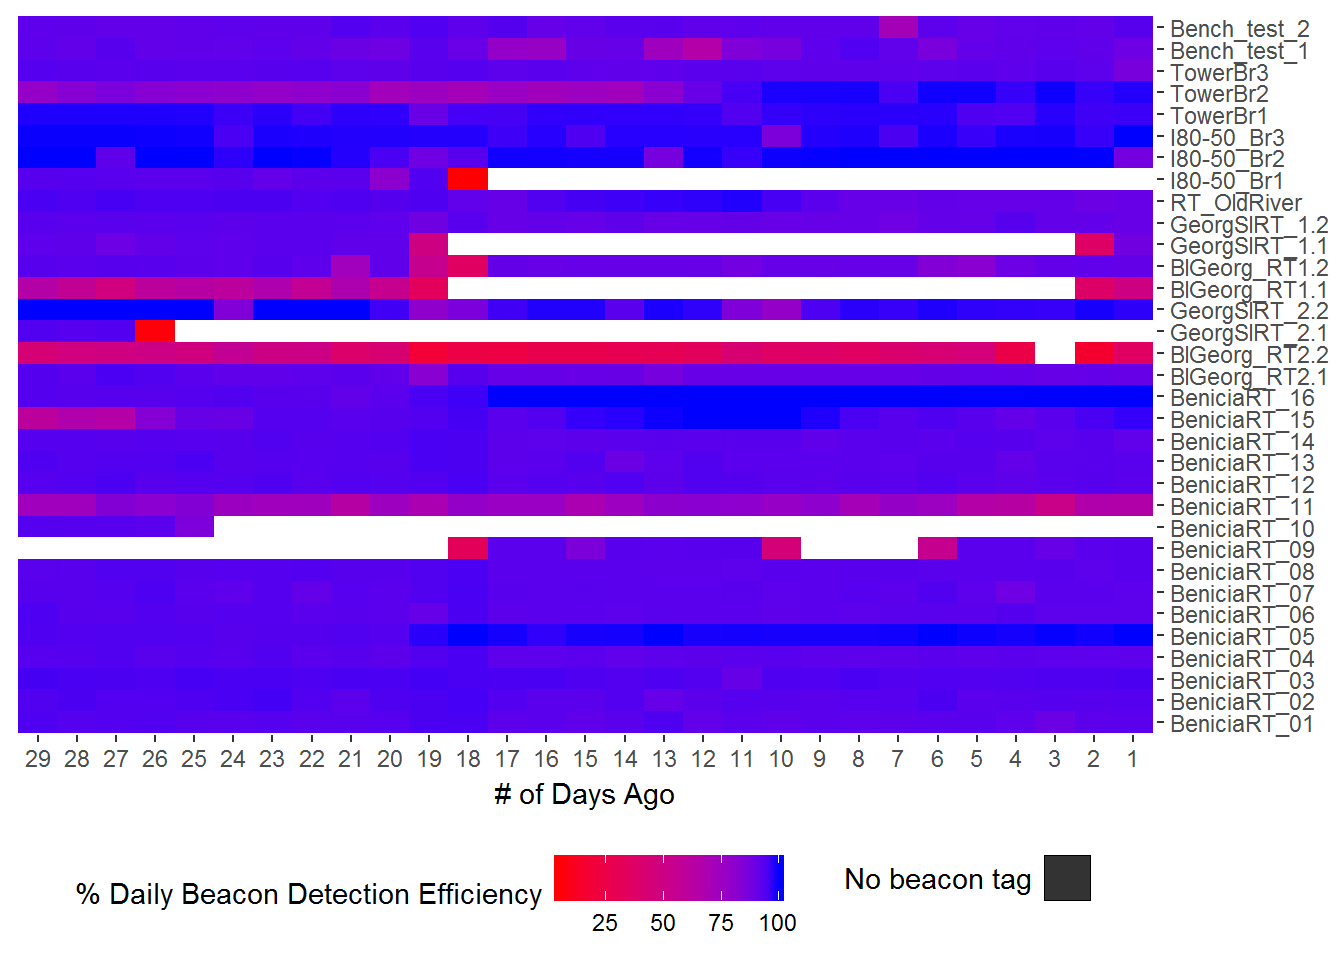 Bench_test_2
Bench_test_1
TowerBr3
TowerBr2
TowerBr1
I80-50_Br3
I80-50_Br2
I80-50_Br1
RT_OldRiver
GeorgSlRT_1.2
GeorgSlRT_1.1
BlGeorg_RT1.2
BlGeorg_RT1.1
GeorgSlRT_2.2
GeorgSlRT_2.1
BlGeorg_RT2.2
BlGeorg_RT2.1
BeniciaRT_16
BeniciaRT_15
BeniciaRT_14
BeniciaRT_13
BeniciaRT_12
BeniciaRT_11
BeniciaRT_10
BeniciaRT_09
BeniciaRT_08
BeniciaRT_07
BeniciaRT_06
BeniciaRT_05
BeniciaRT_04
BeniciaRT_03
BeniciaRT_02
BeniciaRT_01
29 28 27 26 25 24 23 22 21 20 19 18 17 16 15 14 13 12 11 10 9 8 7 6 5 4 3 2 1
# of Days Ago
% Daily Beacon Detection Efficiency
25 50 75 100
No beacon tag